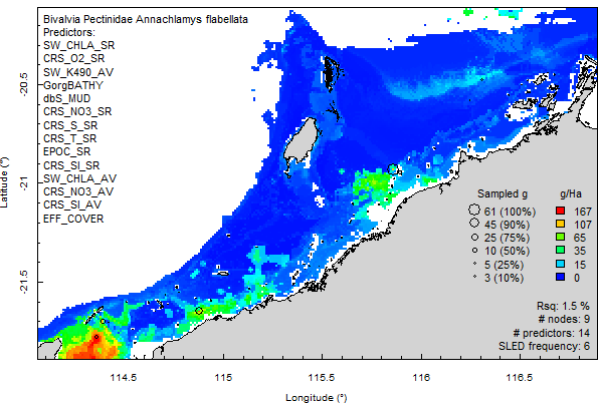 Bivalvia Pectinidae Annachlamys flabellata
Predictors:
SW_CHLA_SR
CRS_O2_SR
SW_K490_AV
GorgBATHY
dbS_MUD
CRS_NO3_SR
CRS_S_SR
CRS_T_SR
EPOC_SR
CRS_SI_SR
SW_CHLA_AV
CRS_NO3_AV
CRS_SI_AV
EFF_COVER
-20.5
-21
-21.5
Latitude (°)
Sampled g
61 (100%)
45 (90%)
25 (75%)
10 (50%)
5 (25%)
3 (10%)
g/Ha
167
107
65
35
15
0
Rsq: 1.5 %
# nodes: 9
# predictors: 14
SLED frequency: 6
114.5 115 115.5 116 116.5
Longitude (°)